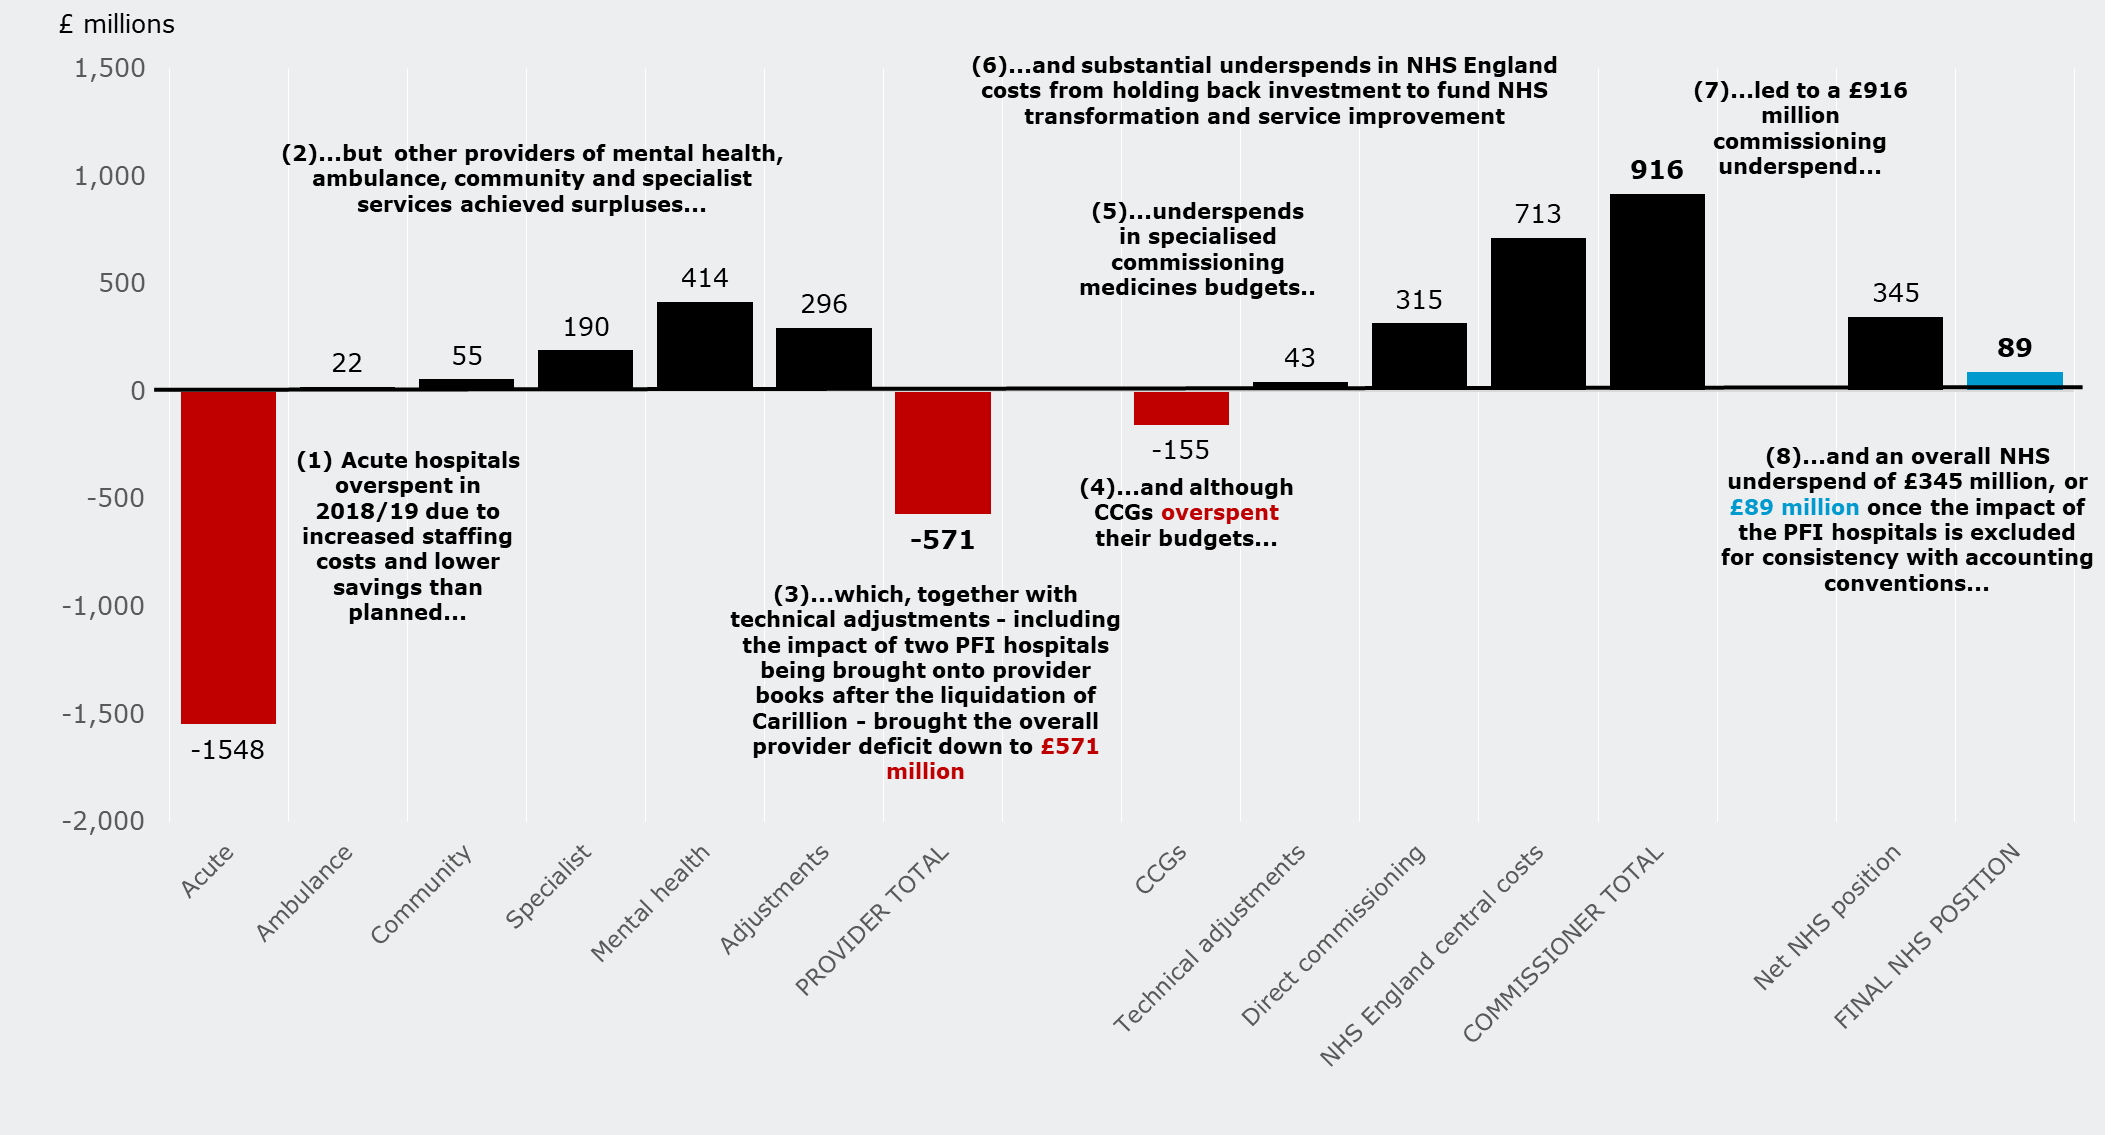 £ millions
1,500
1,000
500
0
-500
-1,000
-1,500
-2,000
(1) Acute hospitals
overspent in
2018/19 due to
increased staffing
costs and lower
savings than
planned...
(2)...but other providers of mental health,
ambulance, community and specialist
services achieved surpluses...
(3)...which, together with
technical adjustments - including
the impact of two PFI hospitals
being brought onto provider
books after the liquidation of
Carillion - brought the overall
provider deficit down to £571
million
(4)...and although
CCGs overspent
their budgets...
(5)...underspends
in specialised
commissioning
medicines budgets..
(6)...and substantial underspends in NHS England
costs from holding back investment to fund NHS
transformation and service improvement
(7)...led to a £916
million
commissioning
underspend...
(8)...and an overall NHS
underspend of £345 million, or
£89 million once the impact of
the PFI hospitals is excluded
for consistency with accounting
conventions...
-1548
22
55
190
414
296
-571
-155
43
315
713
916
345
89
Acute
Ambulance
Community
Specialist
Mental health
Adjustments
PROVIDER TOTAL
CCGs
Technical adjustments
Direct commissioning
NHS England central costs
COMMISSIONER TOTAL
Net NHS position
FINAL NHS POSITION